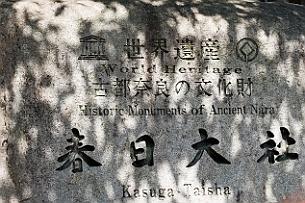 世界遺産
World Heritage
古都奈良の文化財
Historic Monuments of Ancient Nara
春日大社
Kasuga-Taisha